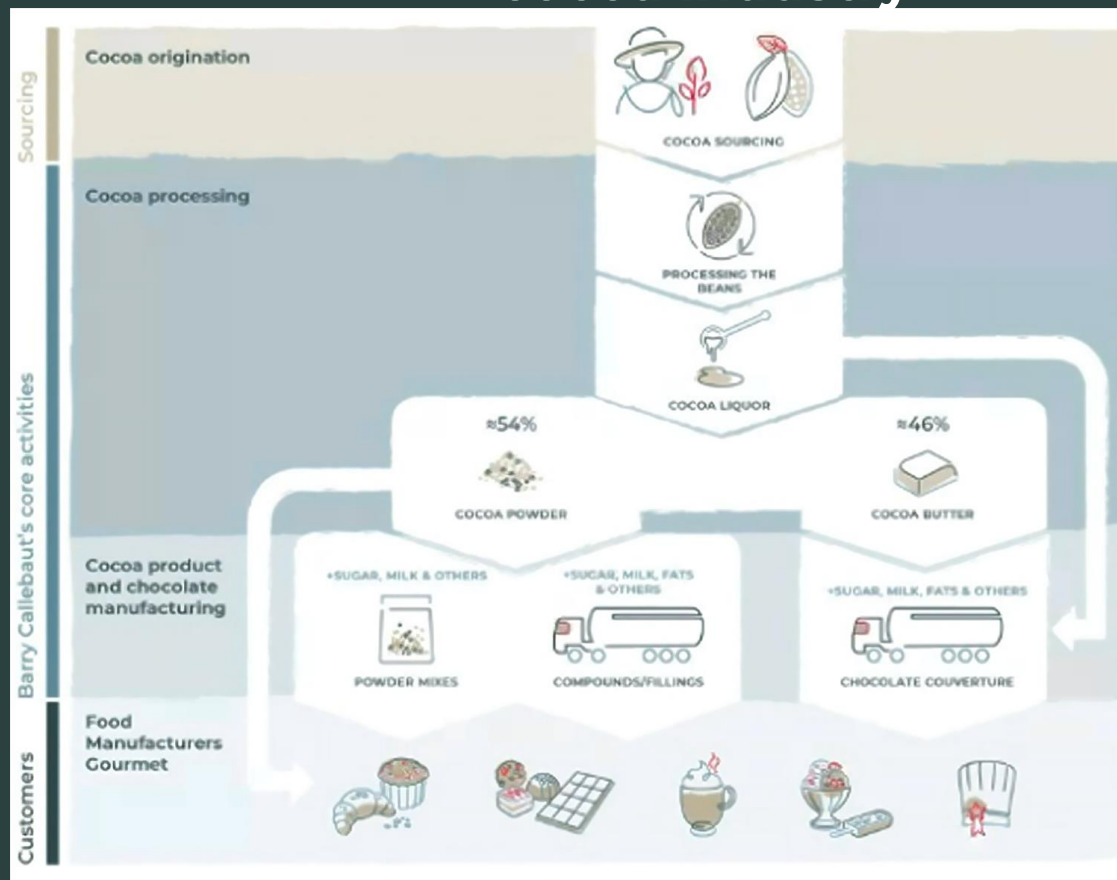 Cocoa origination
Sourcing
COCOA SOURCING
Cocoa processing
PROCESSING THE
BEANS
COCOA LIQUOR
≈54%
≈46%
COCOA POWDER
COCOA BUTTER
Barry Callebaut's core activities
Cocoa product
and chocolate
manufacturing
+SUGAR, MILK & OTHERS
+SUGAR, MILK, FATS
& OTHERS
+SUGAR, MILK, FATS & OTHERS
POWDER MIXES
COMPOUNDS/FILLINGS
CHOCOLATE COUVERTURE
Food
Manufacturers
Gourmet
Customers